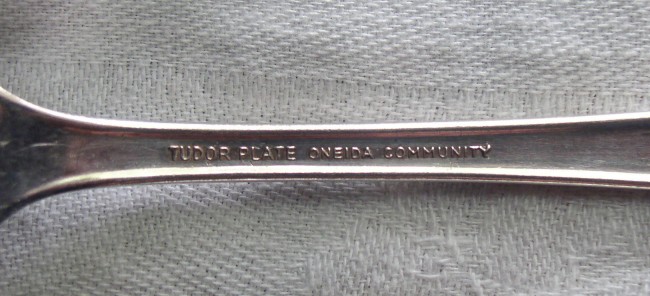 TUDOR PLATE ONEIDA COMMUNITY